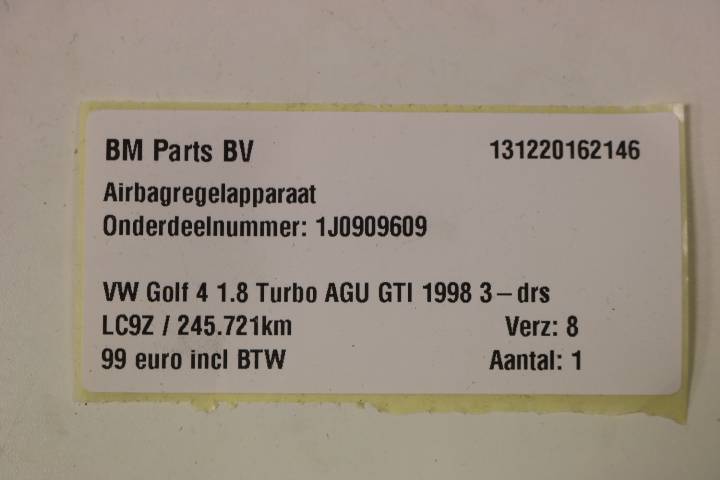 BM Parts BV 131220162146
Airbagregelapparaat
Onderdeelnummer: 1J0909609
VW Golf 4 1.8 Turbo AGU GTI 1998 3-drs
LC9Z / 245.721km Verz: 8
99 euro incl BTW Aantal: 1